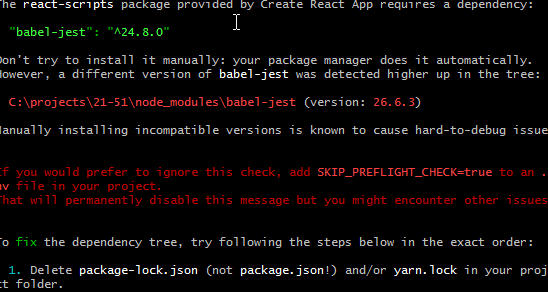 The react-scripts package provided by Create React App requires a dependency:
"babel-jest": "^24.8.0"
Don't try to install it manually: your package manager does it automatically.
However, a different version of babel-jest was detected higher up in the tree:
C:\projects\21-51\node_modules\babel-jest (version: 26.6.3)
Manually installing incompatible versions is known to cause hard-to-debug issue
If you would prefer to ignore this check, add SKIP_PREFLIGHT_CHECK=true to an .
nv file in your project.
That will permanently disable this message but you might encounter other issues
To fix the dependency tree, try following the steps below in the exact order:
1. Delete package-lock.json (not package.json!) and/or yarn.lock in your proj
ct folder.